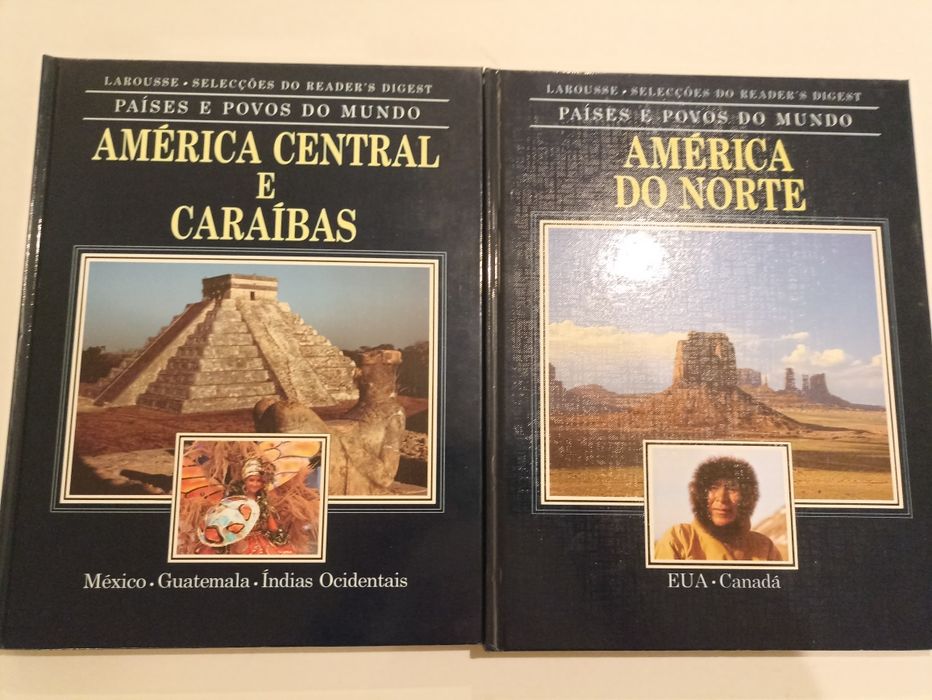 LAROUSSE • SELECÇÕES DO READER'S DIGEST
PAÍSES E POVOS DO MUNDO
AMÉRICA CENTRAL
E
CARAÍBAS
México • Guatemala • Índias Ocidentais
LAROUSSE • SELECÇÕES DO READER'S DIGEST
PAÍSES E POVOS DO MUNDO
AMÉRICA
DO NORTE
EUA • Canadá